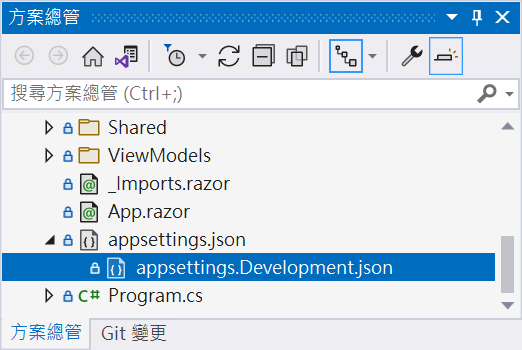 方案總管
搜尋方案總管 (Ctrl+;)
Shared
ViewModels
_Imports.razor
App.razor
appsettings.json
appsettings.Development.json
C# Program.cs
方案總管 Git 變更